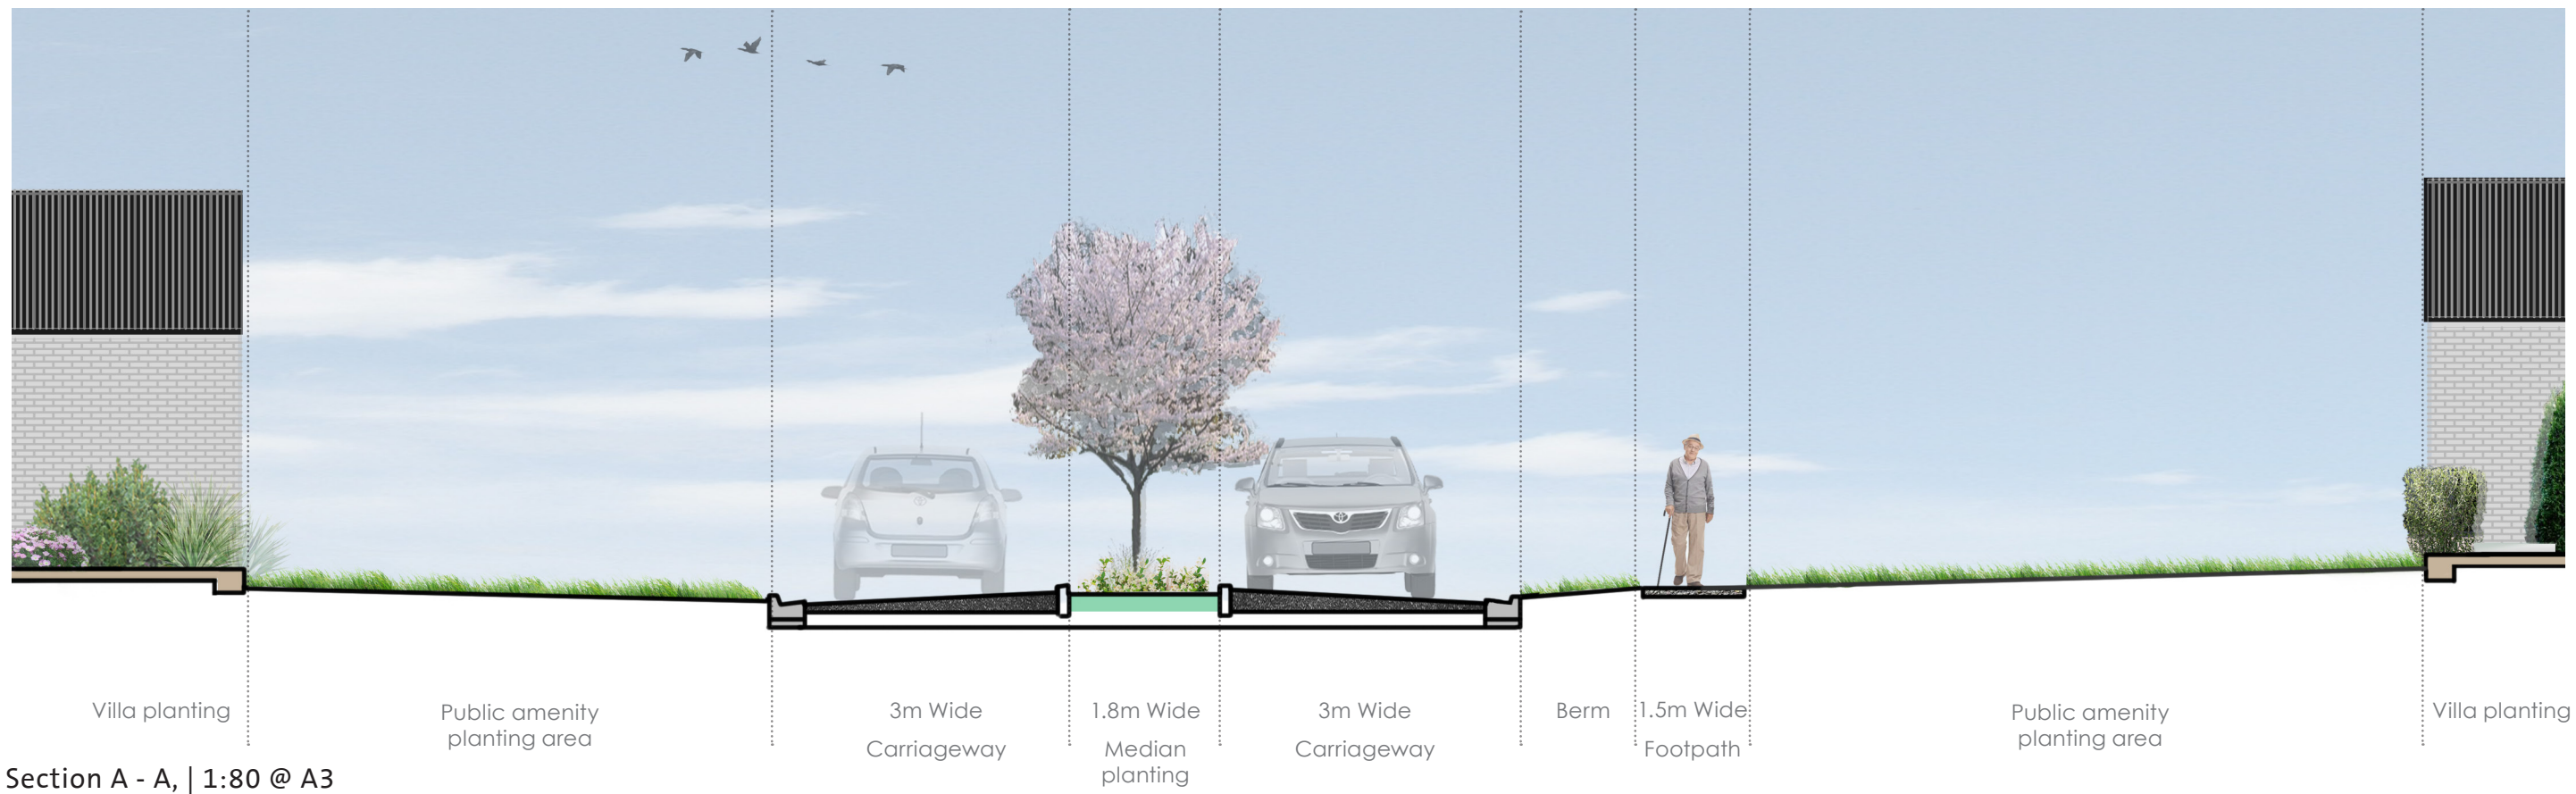 Villa planting
Public amenity
planting area
3m Wide
Carriageway
1.8m Wide
Median
planting
3m Wide
Carriageway
Berm
1.5m Wide
Footpath
Public amenity
planting area
Villa planting
Section A - A, | 1:80 @ A3